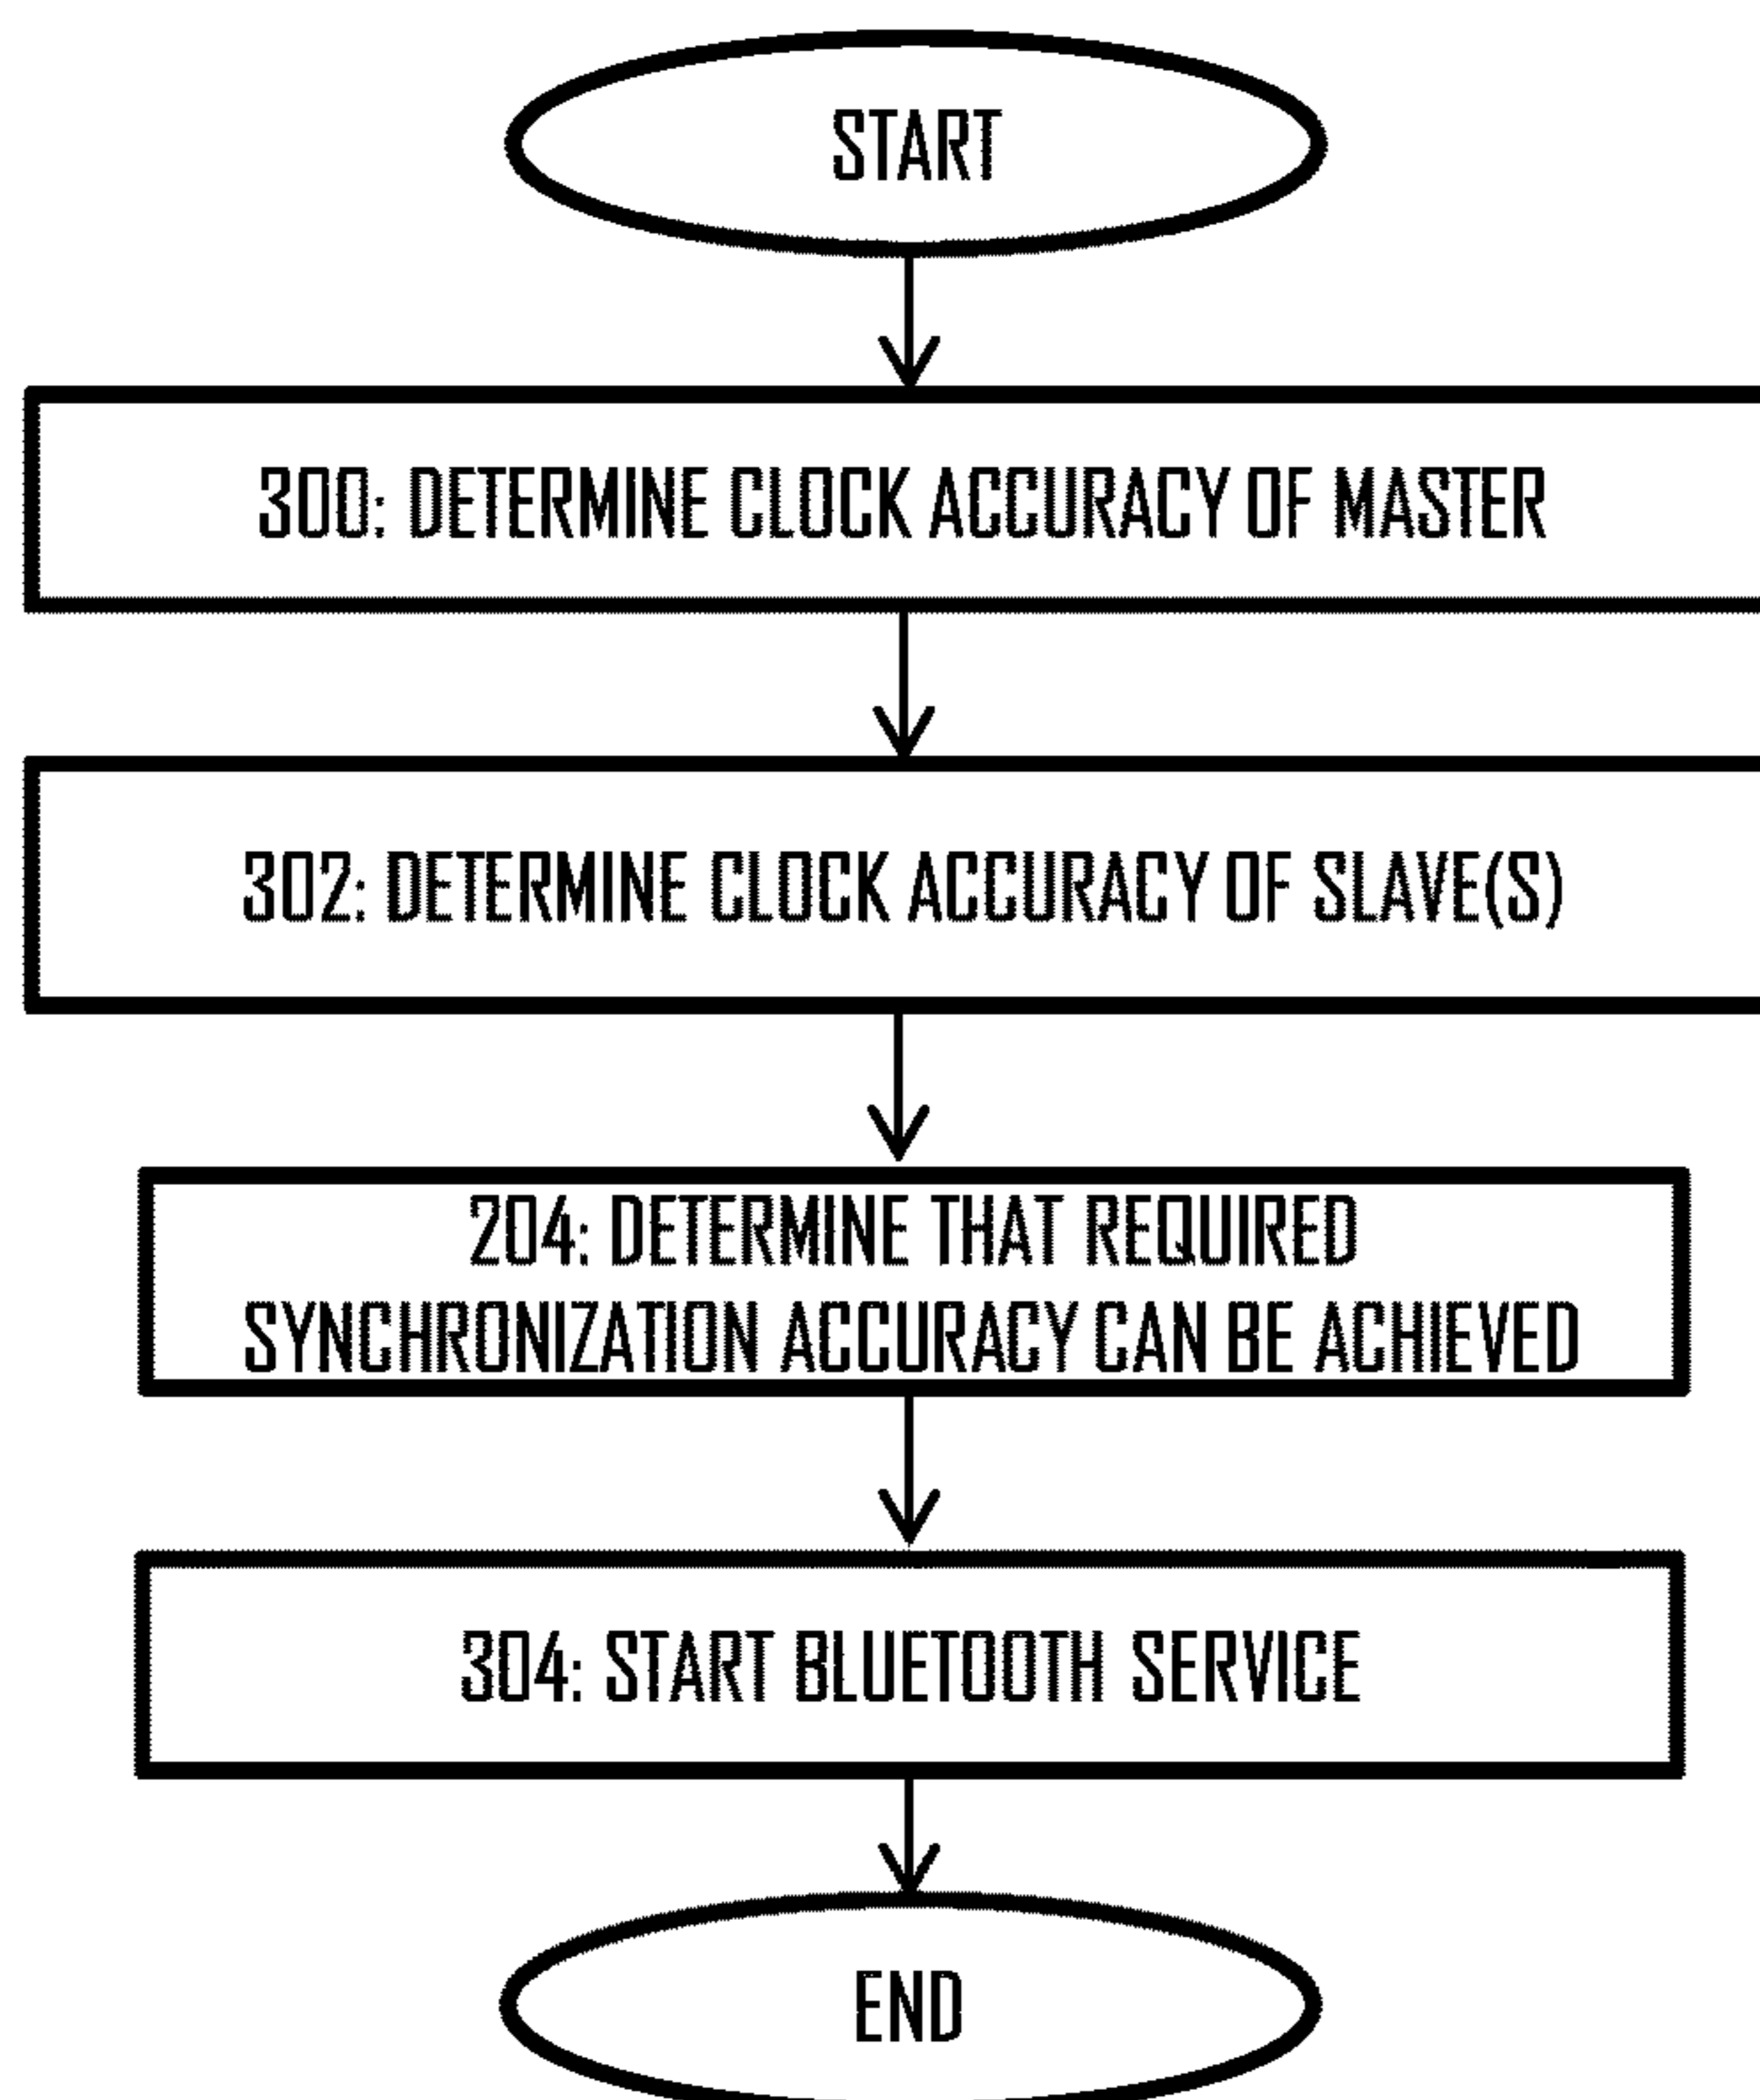 START
300: DETERMINE CLOCK ACCURACY OF MASTER
302: DETERMINE CLOCK ACCURACY OF SLAVE(S)
204: DETERMINE THAT REQUIRED
SYNCHRONIZATION ACCURACY CAN BE ACHIEVED
304: START BLUETOOTH SERVICE
END